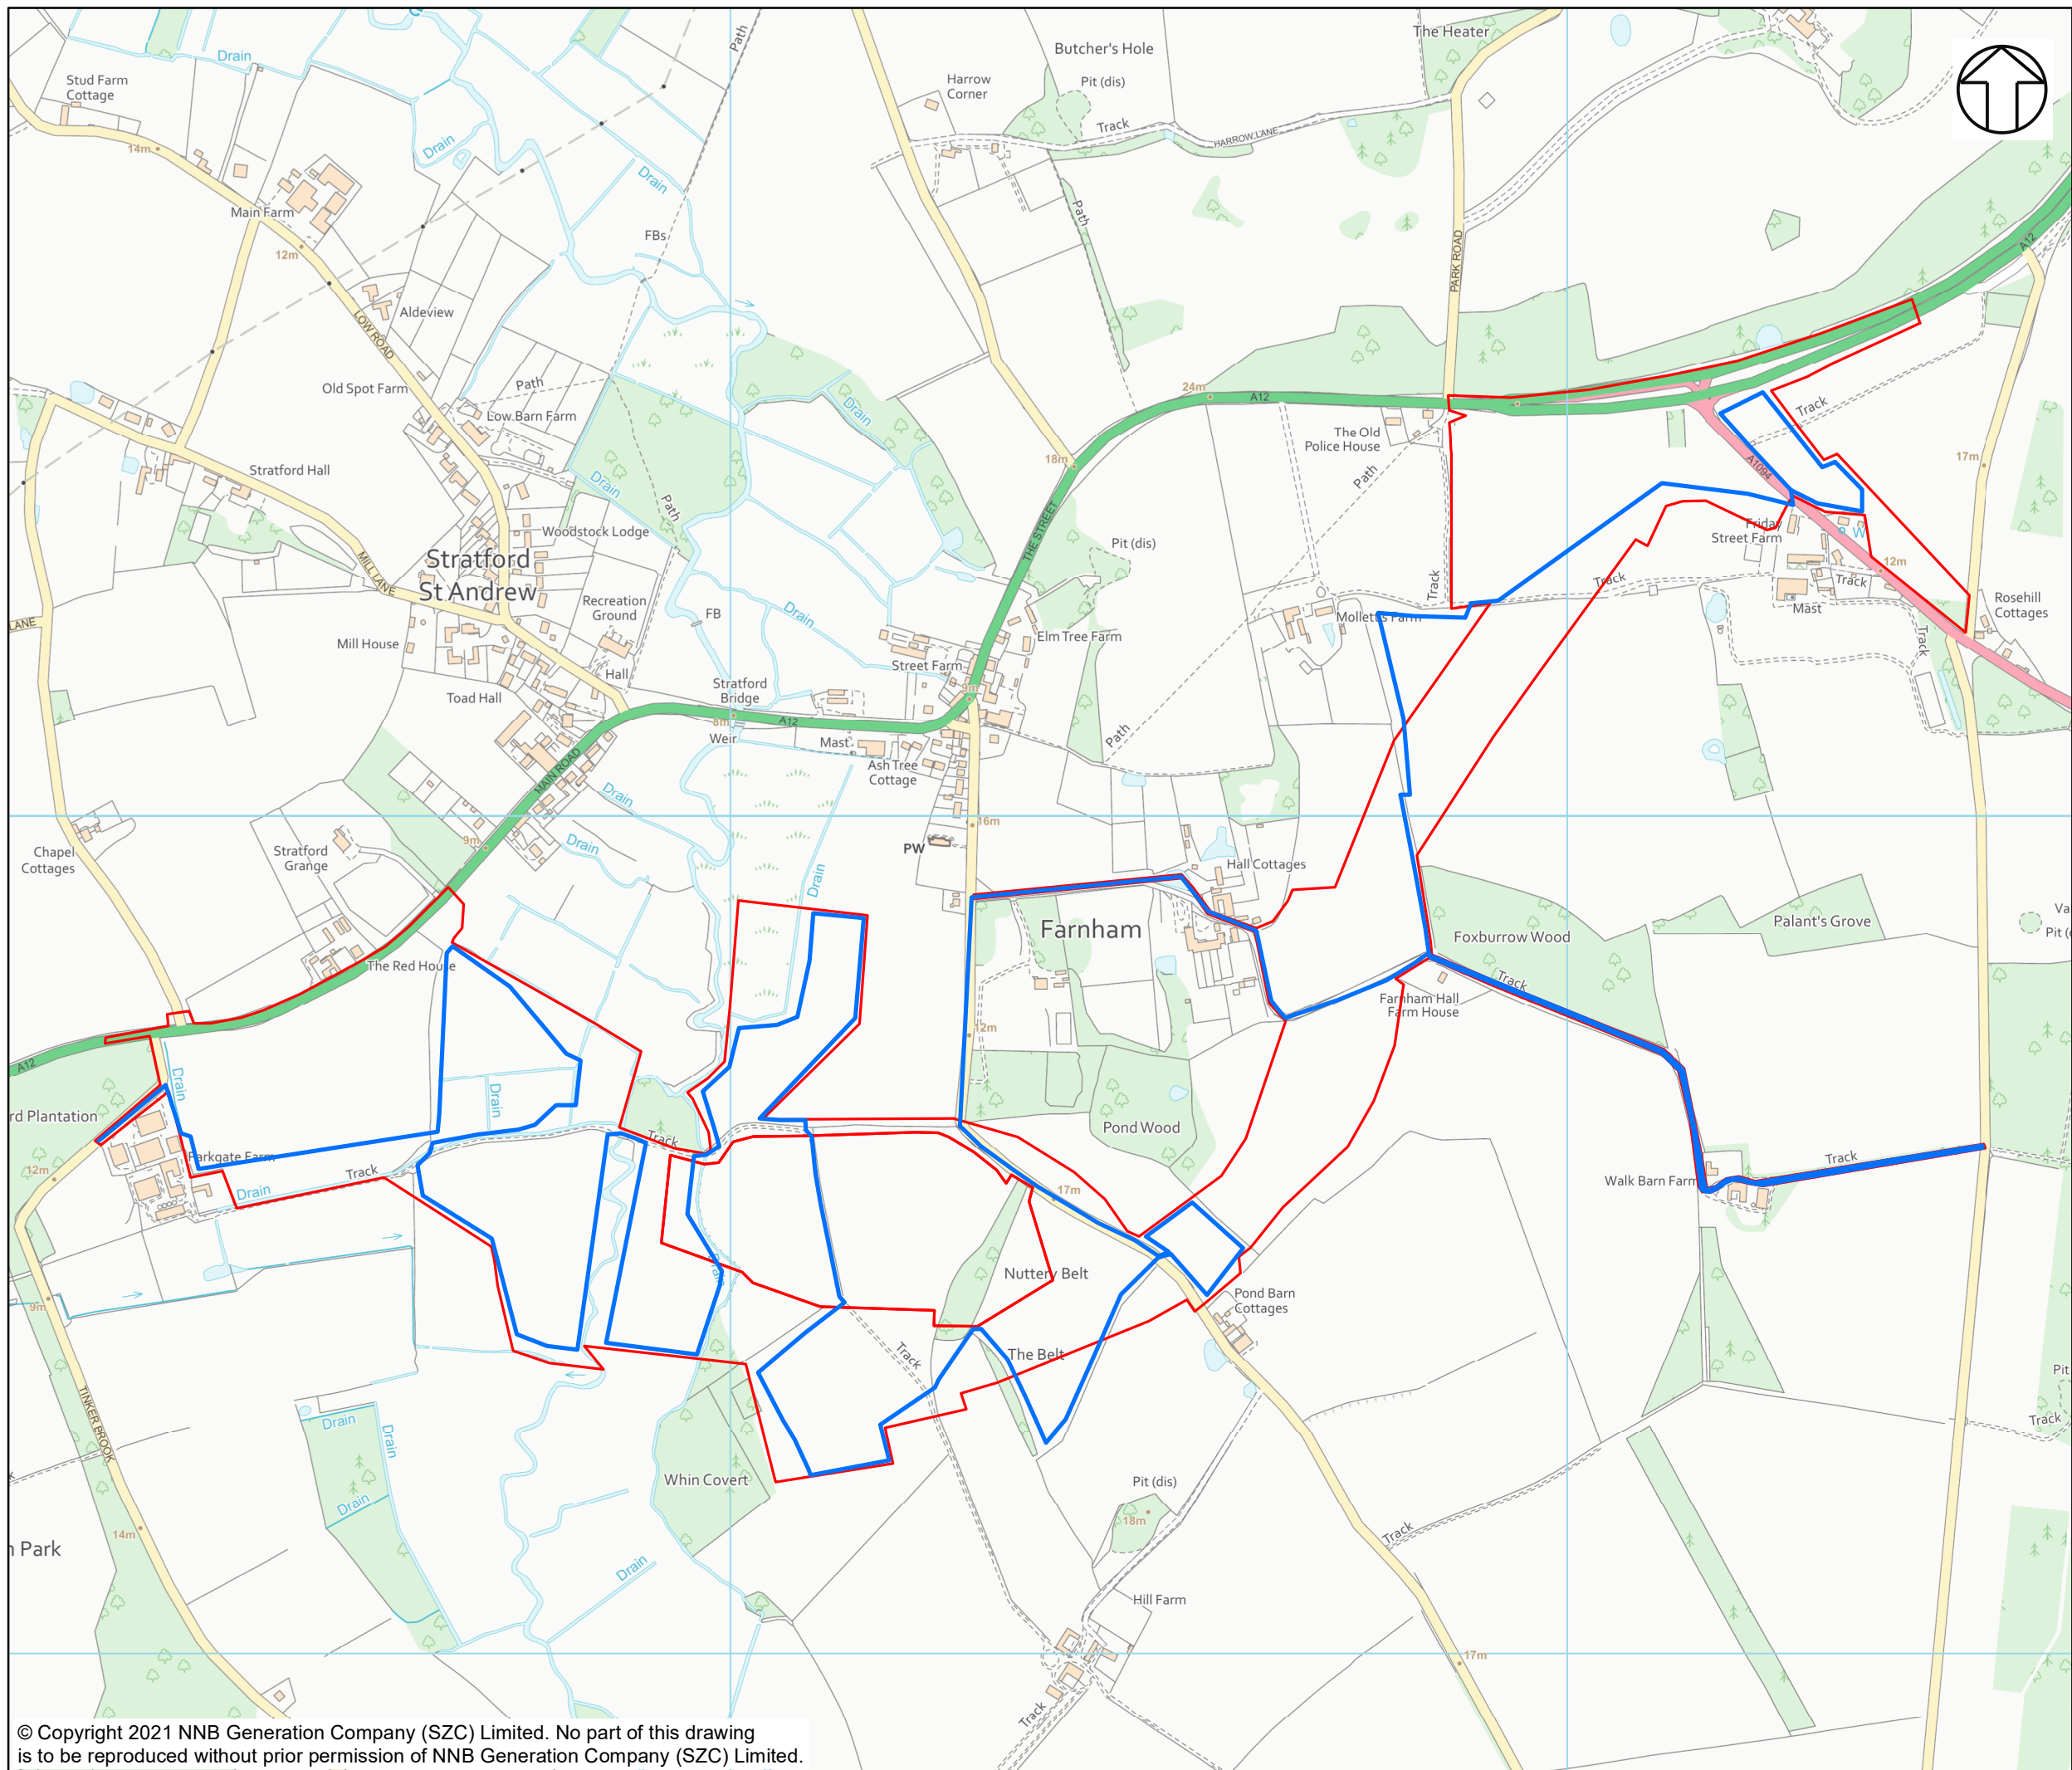 Drain
Path
Butcher's Hole
The Heater
Stud Farm
Cottage
Harrow
Corner
Pit (dis)
Drain
Track
HARROW LANE
14m
Drain
Main Farm
Path
FBs
12m
PARK ROAD
A12
Aldeview
LOW ROAD
Old Spot Farm
Path
Low Barn Farm
Drain
24m
A12
The Old
Police House
Track
Stratford Hall
18m
Path
A1094
17m
Drain
Path
Woodstock Lodge
THE STREET
Pit (dis)
Friday
Street Farm
W
12m
Stratford
St Andrew
MILL LANE
Recreation
Ground
FB
Drain
Track
Track
Track
Mast
Rosehill
Cottages
LANE
Mill House
Hall
Elm Tree Farm
Mollett's Farm
Street Farm
Track
Toad Hall
Stratford
Bridge
9m
8m
A12
Weir
Mast
Path
Ash Tree
Cottage
MAIN ROAD
Drain
16m
9m
Drain
PW
Chapel
Cottages
Stratford
Grange
Hall Cottages
Drain
Farnham
Foxburrow Wood
Palant's Grove
Va
Pit (
The Red House
Track
Farnham Hall
Farm House
12m
A12
Drain
Drain
rd Plantation
Pond Wood
Track
Parkgate Farm
12m
Track
Drain
Track
Walk Barn Farm
17m
Drain
Nuttery Belt
9m
Pond Barn
Cottages
Track
The Belt
Pit
TINKER BROOK
Drain
Drain
Track
Whin Covert
Pit (dis)
18m
Drain
14m
Track
n Park
Drain
Hill Farm
17m
Track
© Copyright 2021 NNB Generation Company (SZC) Limited. No part of this drawing
is to be reproduced without prior permission of NNB Generation Company (SZC) Limited.